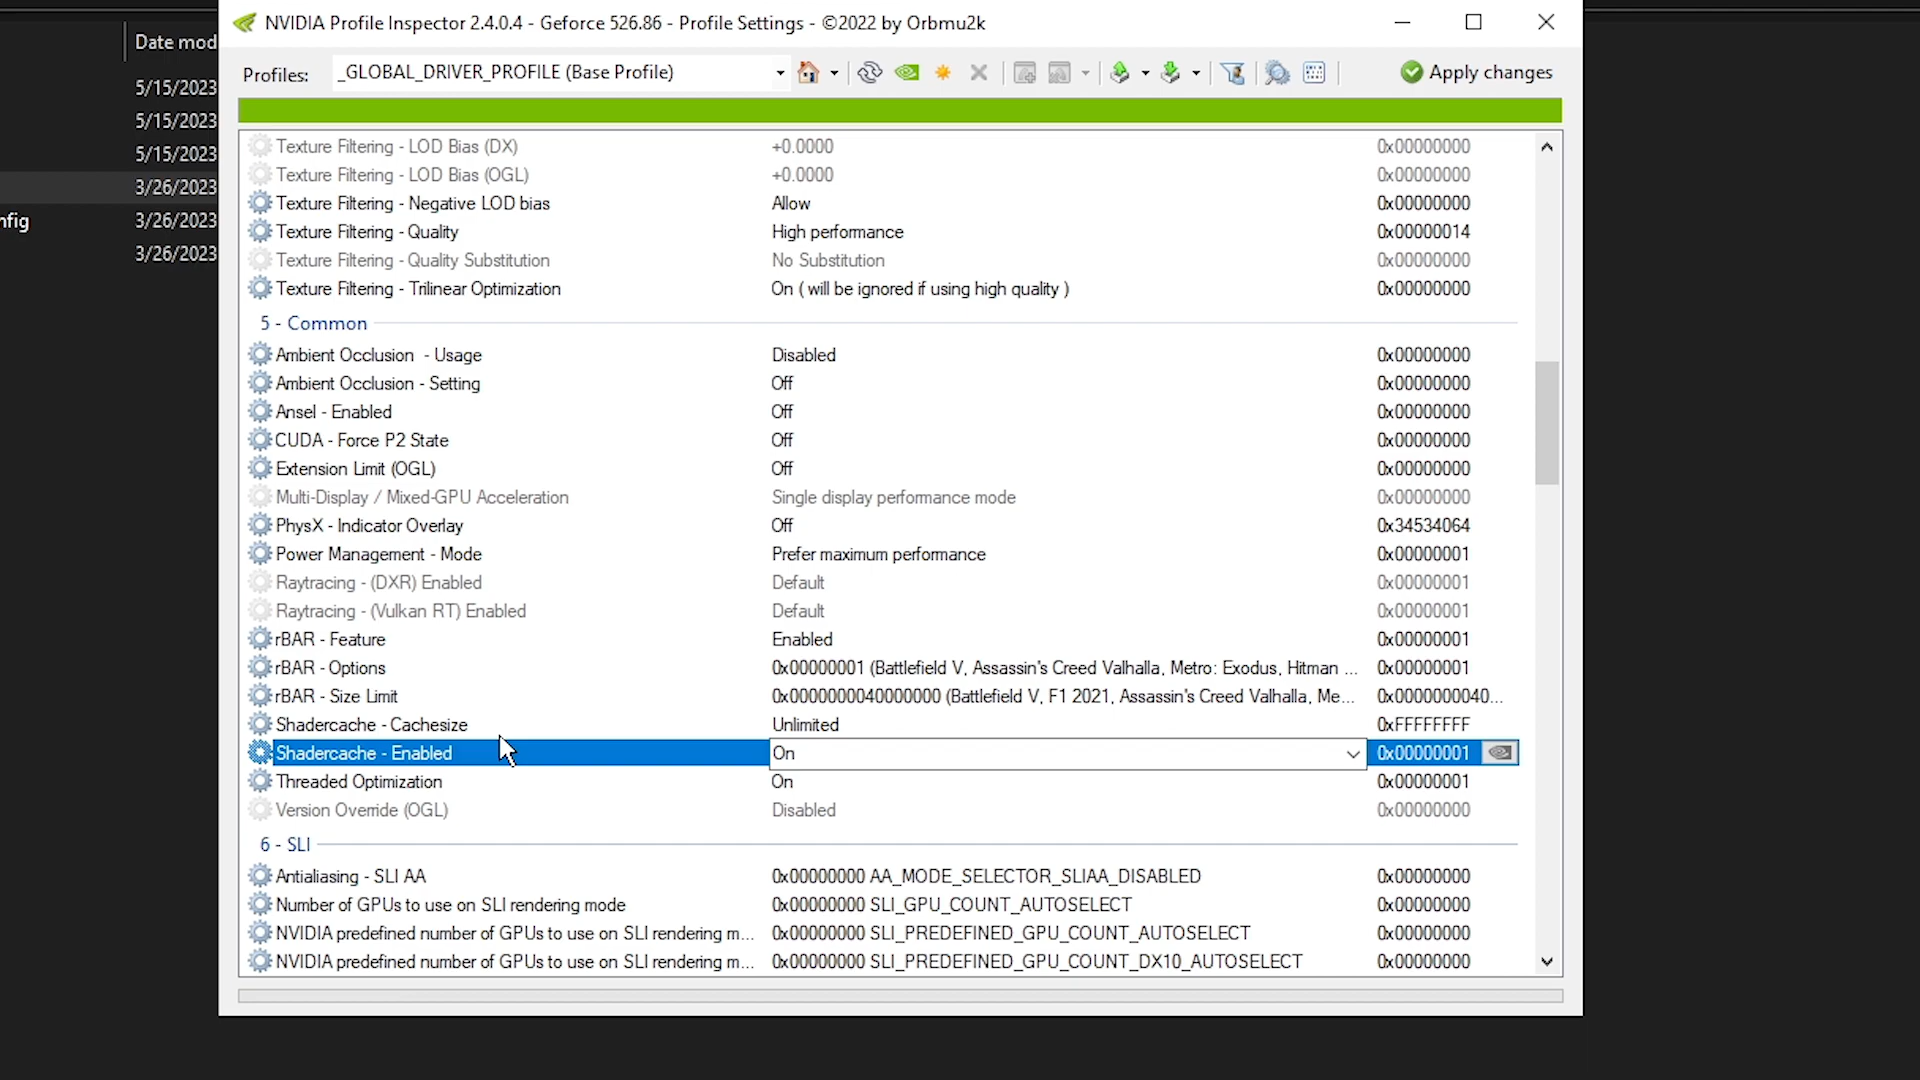 NVIDIA Profile Inspector 2.4.0.4 - Geforce 526.86 - Profile Settings - ©2022 by Orbmu2k
Date mod
Profiles: _GLOBAL_DRIVER_PROFILE (Base Profile) Apply changes
5/15/2023
5/15/2023
5/15/2023
3/26/2023
nfig 3/26/2023
3/26/2023
Texture Filtering - LOD Bias (DX) +0.0000 0x00000000
Texture Filtering - LOD Bias (OGL) +0.0000 0x00000000
Texture Filtering - Negative LOD bias Allow 0x00000000
Texture Filtering - Quality High performance 0x00000014
Texture Filtering - Quality Substitution No Substitution 0x00000000
Texture Filtering - Trilinear Optimization On ( will be ignored if using high quality ) 0x00000000
5 - Common
Ambient Occlusion - Usage Disabled 0x00000000
Ambient Occlusion - Setting Off 0x00000000
Ansel - Enabled Off 0x00000000
CUDA - Force P2 State Off 0x00000000
Extension Limit (OGL) Off 0x00000000
Multi-Display / Mixed-GPU Acceleration Single display performance mode 0x00000000
PhysX - Indicator Overlay Off 0x34534064
Power Management - Mode Prefer maximum performance 0x00000001
Raytracing - (DXR) Enabled Default 0x00000001
Raytracing - (Vulkan RT) Enabled Default 0x00000001
rBAR - Feature Enabled 0x00000001
rBAR - Options 0x00000001 (Battlefield V, Assassin's Creed Valhalla, Metro: Exodus, Hitman ... 0x00000001
rBAR - Size Limit 0x0000000040000000 (Battlefield V, F1 2021, Assassin's Creed Valhalla, Me... 0x0000000040...
Shadercache - Cachesize Unlimited 0xFFFFFFFF
Shadercache - Enabled On 0x00000001
Threaded Optimization On 0x00000001
Version Override (OGL) Disabled 0x00000000
6 - SLI
Antialiasing - SLI AA 0x00000000 AA_MODE_SELECTOR_SLIAA_DISABLED 0x00000000
Number of GPUs to use on SLI rendering mode 0x00000000 SLI_GPU_COUNT_AUTOSELECT 0x00000000
NVIDIA predefined number of GPUs to use on SLI rendering m... 0x00000000 SLI_PREDEFINED_GPU_COUNT_AUTOSELECT 0x00000000
NVIDIA predefined number of GPUs to use on SLI rendering m... 0x00000000 SLI_PREDEFINED_GPU_COUNT_DX10_AUTOSELECT 0x00000000